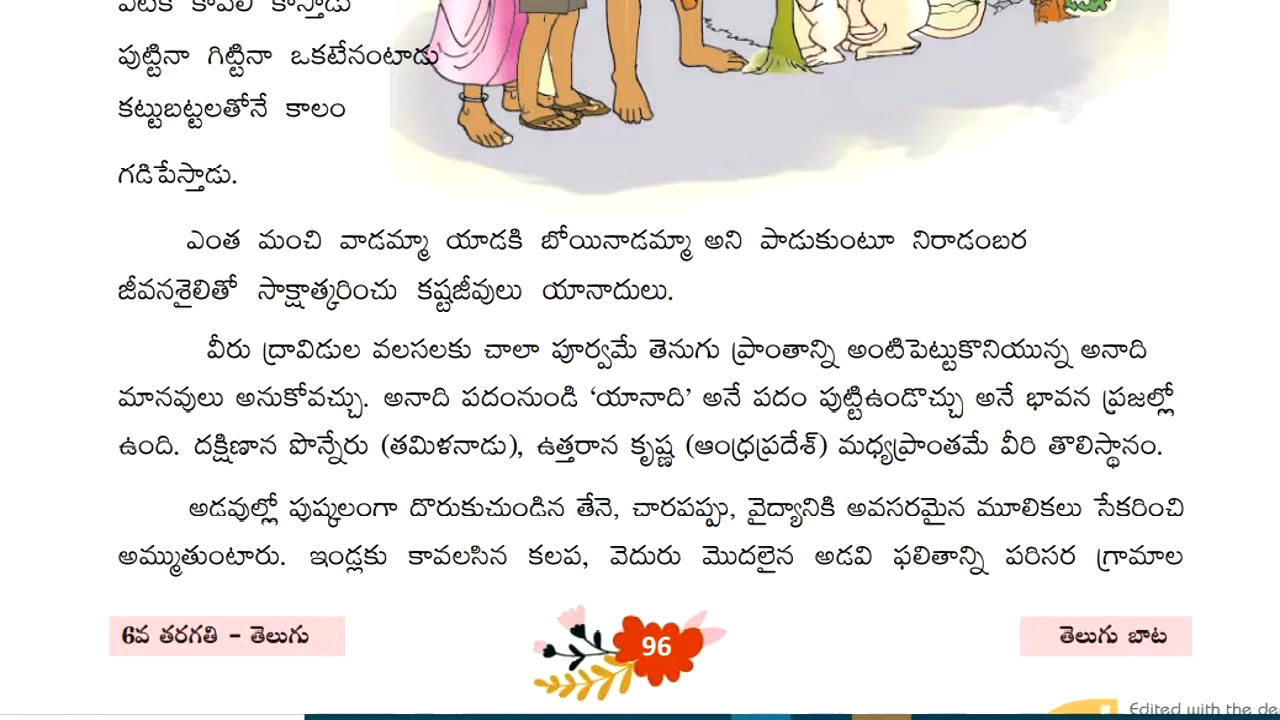 పుట్టినా గిట్టినా ఒకటేనంటాడు
కట్టుబట్టలతోనే కాలం
గడిపేస్తాడు.
ఎంత మంచి వాడమ్మా యాడకి బోయినాడమ్మా అని పాడుకుంటూ నిరాడంబర
జీవనశైలితో సాక్షాత్కరించు కష్టజీవులు యానాదులు.
వీరు ద్రావిడుల వలసలకు చాలా పూర్వమే తెనుగు ప్రాంతాన్ని అంటిపెట్టుకొనియున్న అనాది
మానవులు అనుకోవచ్చు. అనాది పదంనుండి ‘యానాది’ అనే పదం పుట్టిఉండొచ్చు అనే భావన ప్రజల్లో
ఉంది. దక్షిణాన పొన్నేరు (తమిళనాడు), ఉత్తరాన కృష్ణ (ఆంధ్రప్రదేశ్) మధ్యప్రాంతమే వీరి తొలిస్థానం.
అడవుల్లో పుష్కలంగా దొరుకుచుండిన తేనె, చారపప్పు, వైద్యానికి అవసరమైన మూలికలు సేకరించి
అమ్ముతుంటారు. ఇండ్లకు కావలసిన కలప, వెదురు మొదలైన అడవి ఫలితాన్ని పరిసర గ్రామాల
6వ తరగతి - తెలుగు
96
తెలుగు బాట
Edited with the de